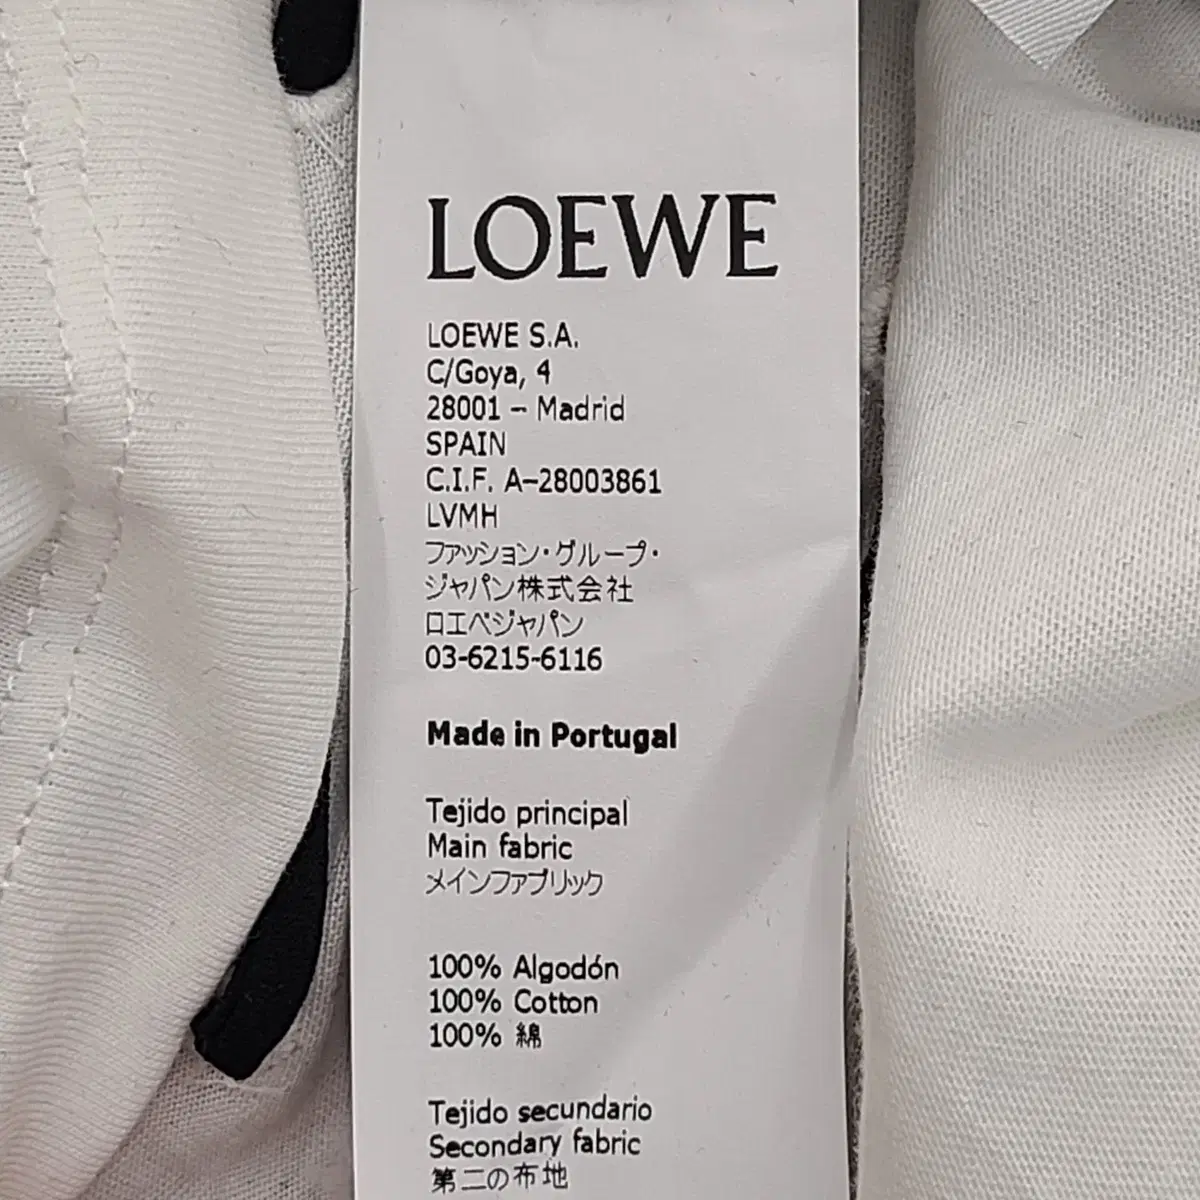 LOEWE
LOEWE S.A.
C/Goya, 4
28001 – Madrid
SPAIN
C.I.F. A–28003861
LVMH
ファッション・グループ・
ジャパン株式会社
ロエベジャパン
03-6215-6116
Made in Portugal
Tejido principal
Main fabric
メインファブリック
100% Algodón
100% Cotton
100% 綿
Tejido secundario
Secondary fabric
第二の布地